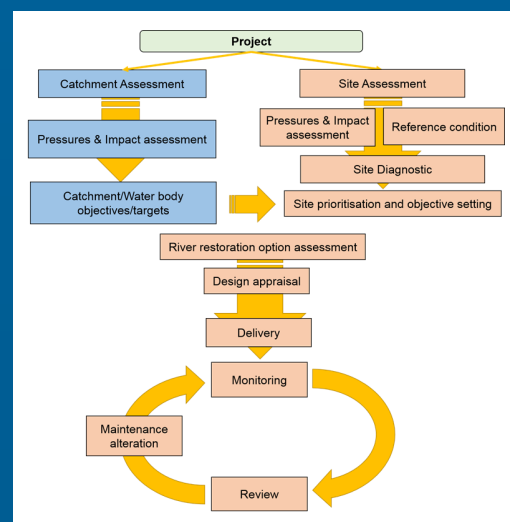 Project
Catchment Assessment
Site Assessment
Pressures & Impact assessment
Pressures & Impact
assessment
Reference condition
Site Diagnostic
Catchment/Water body
objectives/targets
Site prioritisation and objective setting
River restoration option assessment
Design appraisal
Delivery
Monitoring
Maintenance
alteration
Review